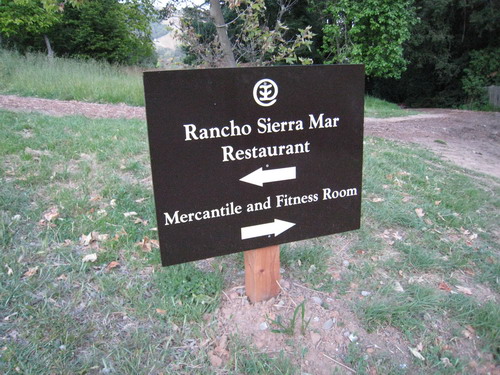 Rancho Sierra Mar
Restaurant
Mercantile and Fitness Room